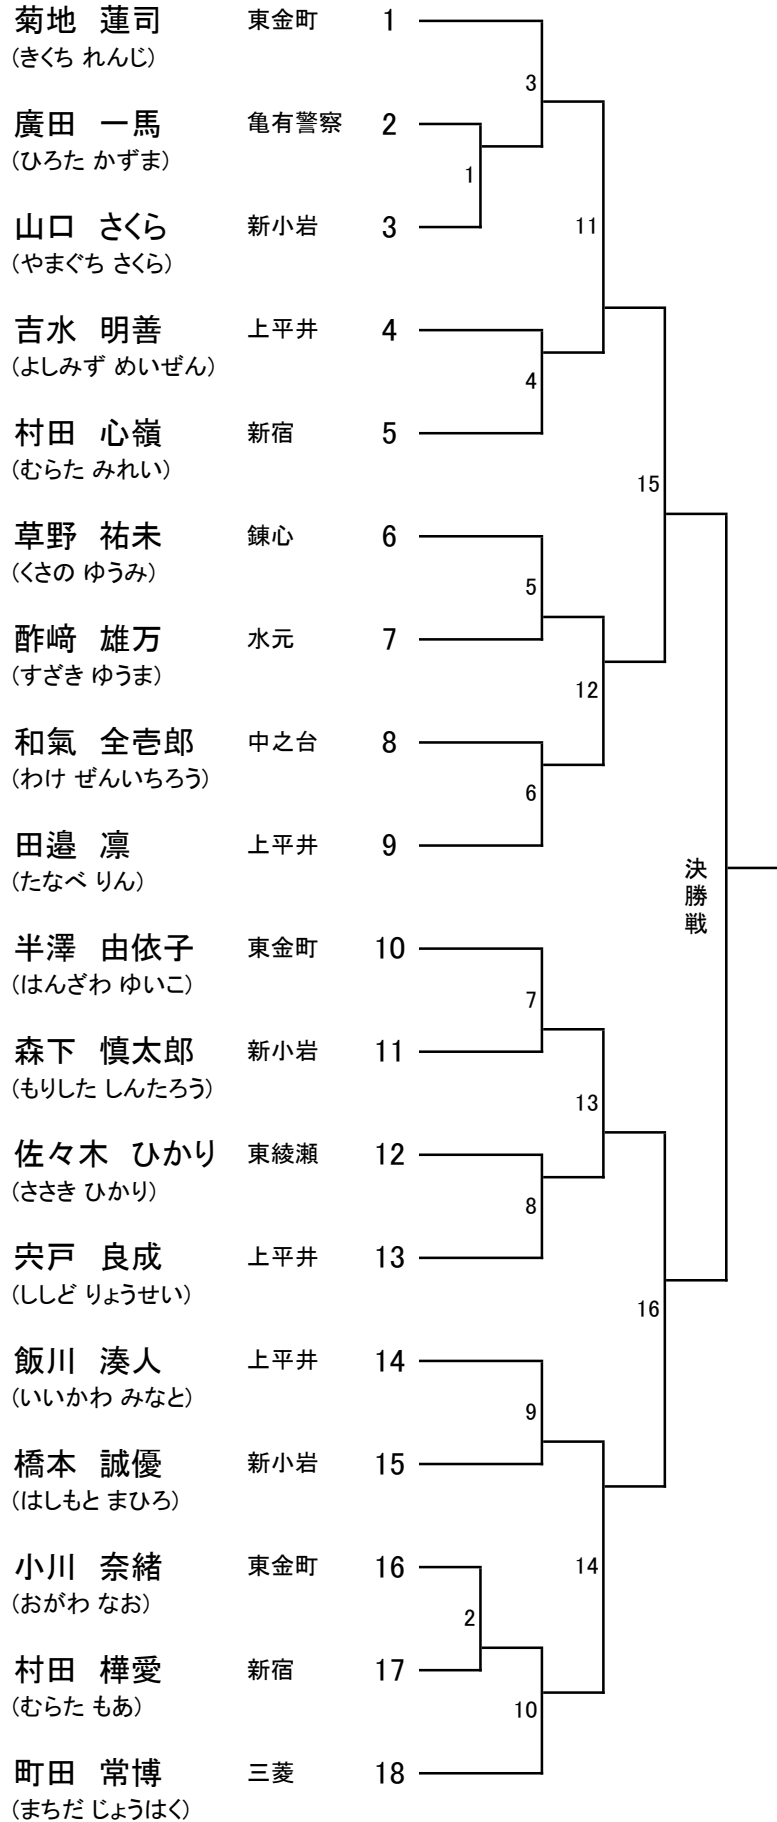 菊地 蓮司 東金町 1
(きくち れんじ)
3
廣田 一馬 亀有警察 2
(ひろた かずま)
1
山口 さくら 新小岩 3
11
(やまぐち さくら)
吉水 明善 上平井 4
(よしみず めいぜん)
4
村田 心嶺 新宿 5
(むらた みれい)
15
草野 祐未 錬心 6
(くさの ゆうみ)
5
酢﨑 雄万 水元 7
(すざき ゆうま)
12
和氣 全壱郎 中之台 8
(わけ ぜんいちろう)
6
田邉 凛 上平井 9
(たなべ りん)
決勝戦
半澤 由依子 東金町 10
(はんざわ ゆいこ)
7
森下 慎太郎 新小岩 11
(もりした しんたろう)
13
佐々木 ひかり 東綾瀬 12
(ささき ひかり)
8
宍戸 良成 上平井 13
(ししど りょうせい)
16
飯川 湊人 上平井 14
(いいかわ みなと)
9
橋本 誠優 新小岩 15
(はしもと まひろ)
小川 奈緒 東金町 16
14
(おがわ なお)
2
村田 樺愛 新宿 17
(むらた もあ)
10
町田 常博 三菱 18
(まちだ じょうはく)